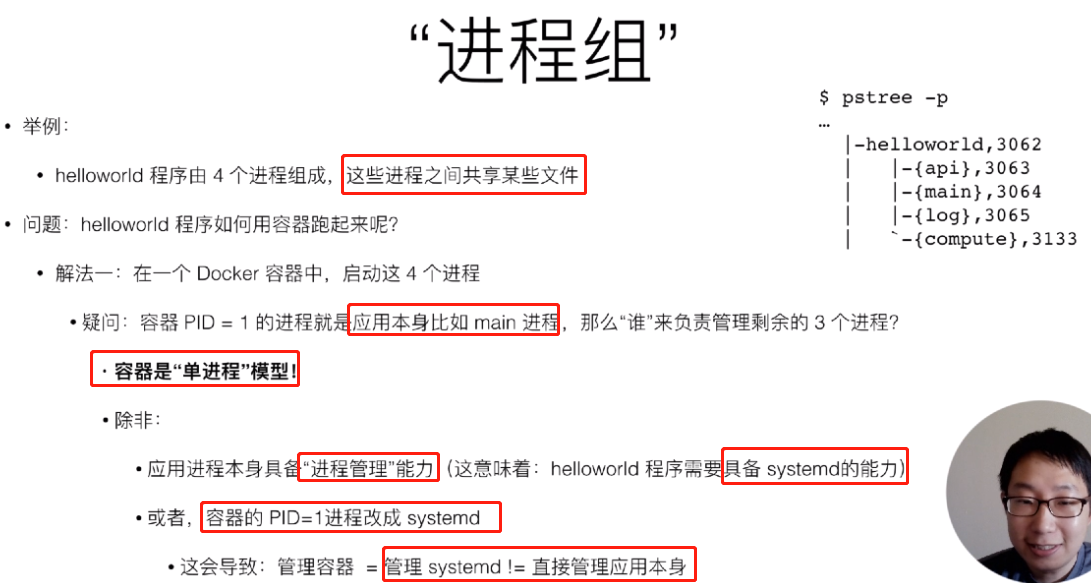 “进程组”
• 举例：
• helloworld 程序由 4 个进程组成，这些进程之间共享某些文件
• 问题：helloworld 程序如何用容器跑起来呢？
• 解法一：在一个 Docker 容器中，启动这 4 个进程
• 疑问：容器 PID = 1 的进程就是应用本身比如 main 进程，那么“谁”来负责管理剩余的 3 个进程？
· 容器是“单进程”模型！
• 除非：
• 应用进程本身具备“进程管理”能力（这意味着：helloworld 程序需要具备 systemd的能力）
• 或者，容器的 PID=1进程改成 systemd
• 这会导致：管理容器 = 管理 systemd != 直接管理应用本身
$ pstree -p
…
|-helloworld,3062
| |-{api},3063
| |-{main},3064
| |-{log},3065
| `-{compute},3133